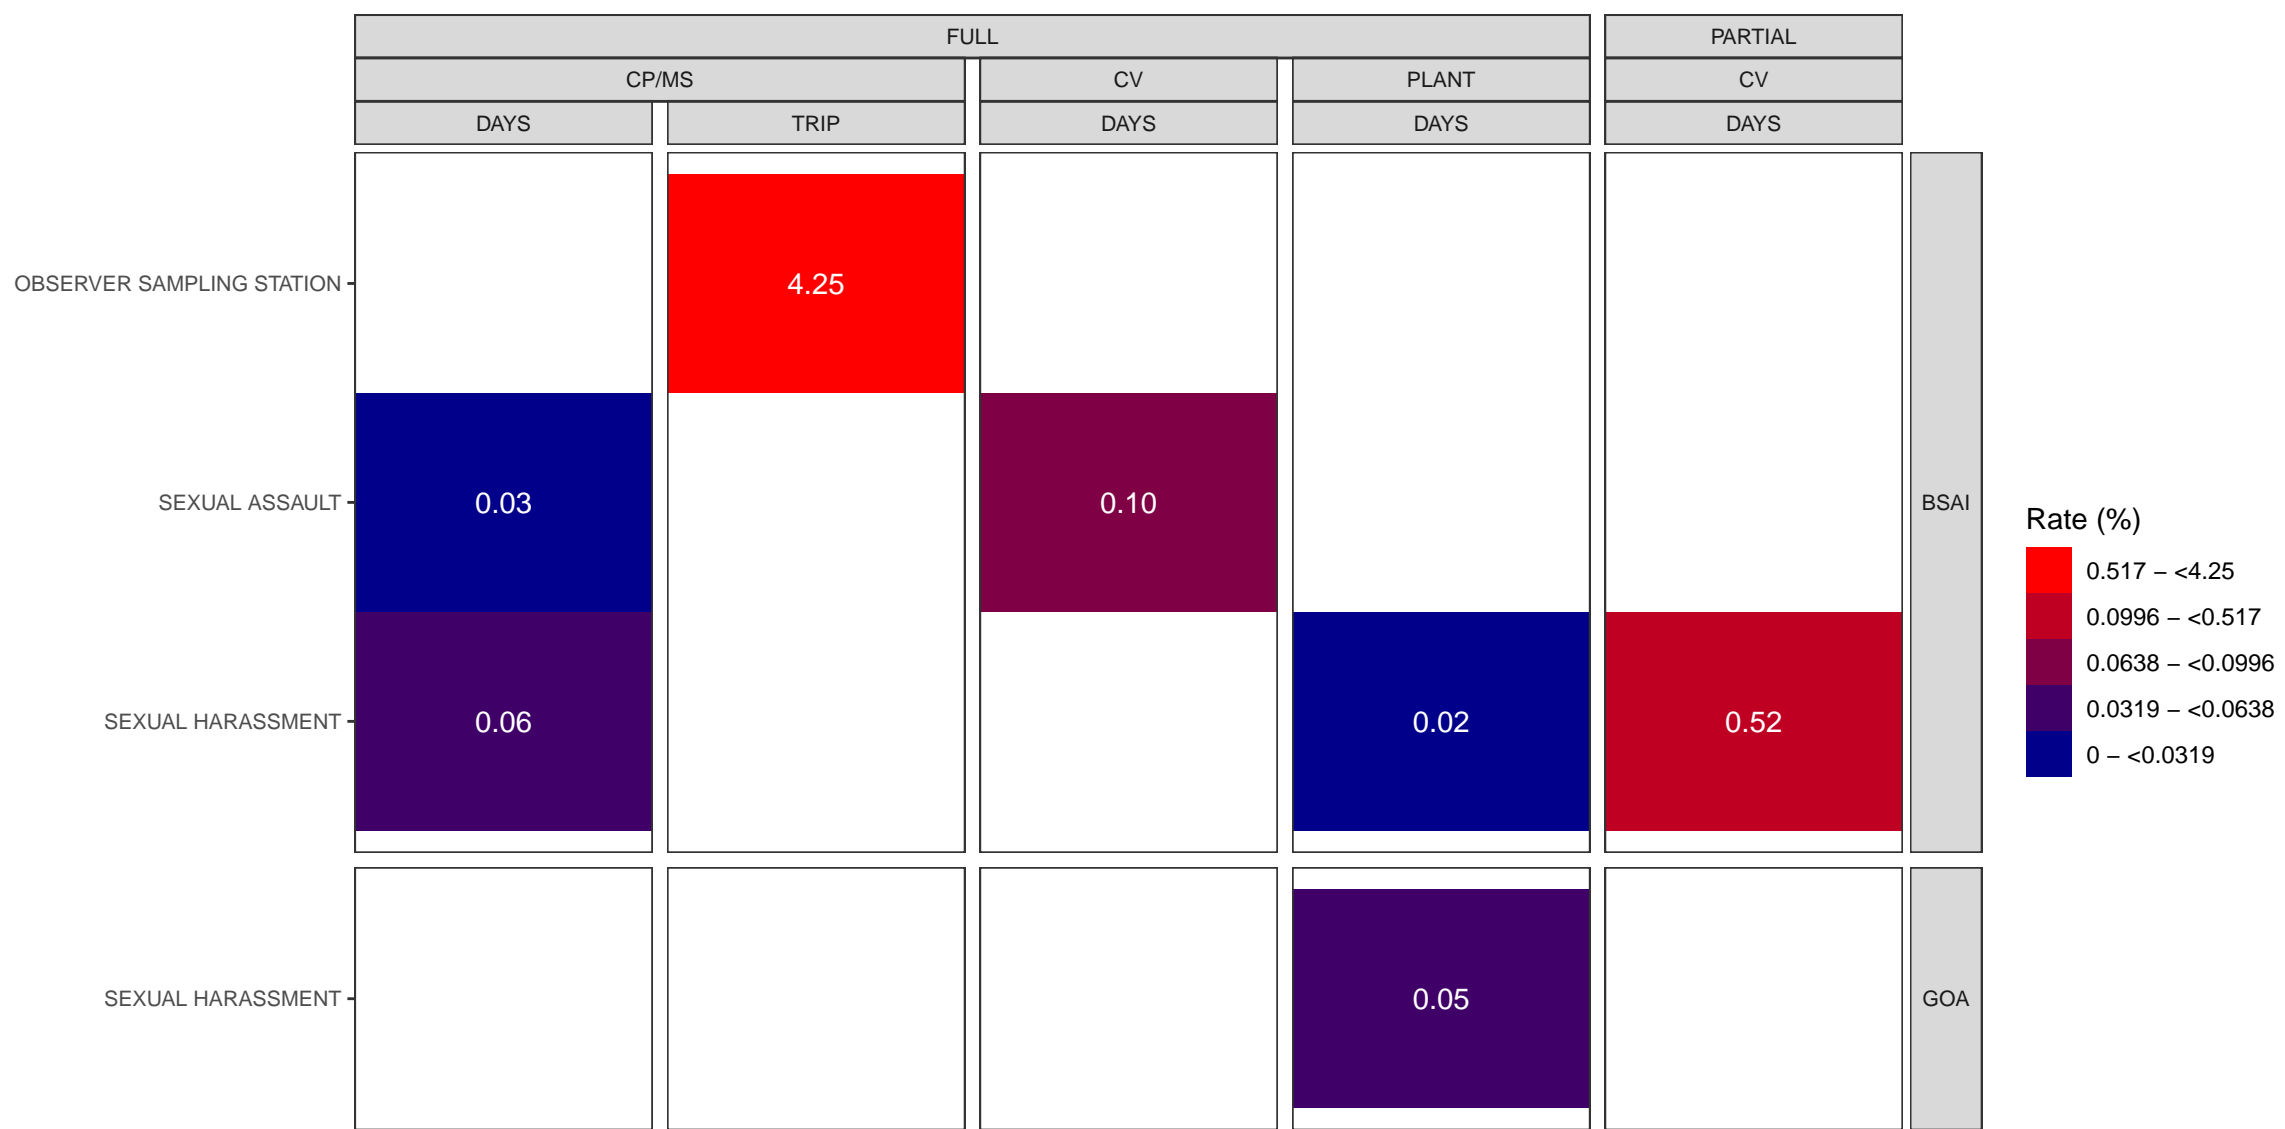 FULL PARTIAL
CP/MS CV PLANT CV
DAYS TRIP DAYS DAYS DAYS
OBSERVER SAMPLING STATION 4.25
SEXUAL ASSAULT 0.03 0.10 BSAI
SEXUAL HARASSMENT 0.06 0.02 0.52
SEXUAL HARASSMENT 0.05 GOA
Rate (%)
0.517 – <4.25
0.0996 – <0.517
0.0638 – <0.0996
0.0319 – <0.0638
0 – <0.0319